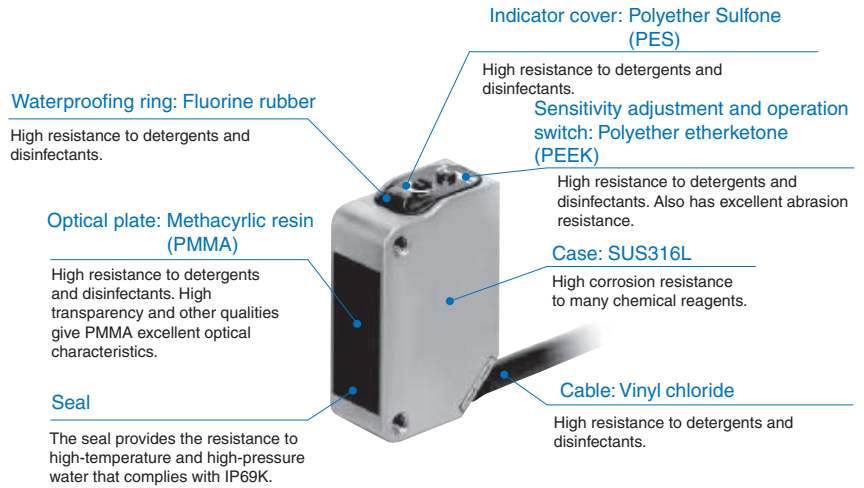 Indicator cover: Polyether Sulfone
(PES)
High resistance to detergents and
disinfectants.
Waterproofing ring: Fluorine rubber
High resistance to detergents and
disinfectants.
Sensitivity adjustment and operation
switch: Polyether etherketone
(PEEK)
High resistance to detergents and
disinfectants. Also has excellent abrasion
resistance.
Optical plate: Methacyrlic resin
(PMMA)
High resistance to detergents
and disinfectants. High
transparency and other qualities
give PMMA excellent optical
characteristics.
Case: SUS316L
High corrosion resistance
to many chemical reagents.
Seal
The seal provides the resistance to
high-temperature and high-pressure
water that complies with IP69K.
Cable: Vinyl chloride
High resistance to detergents and
disinfectants.